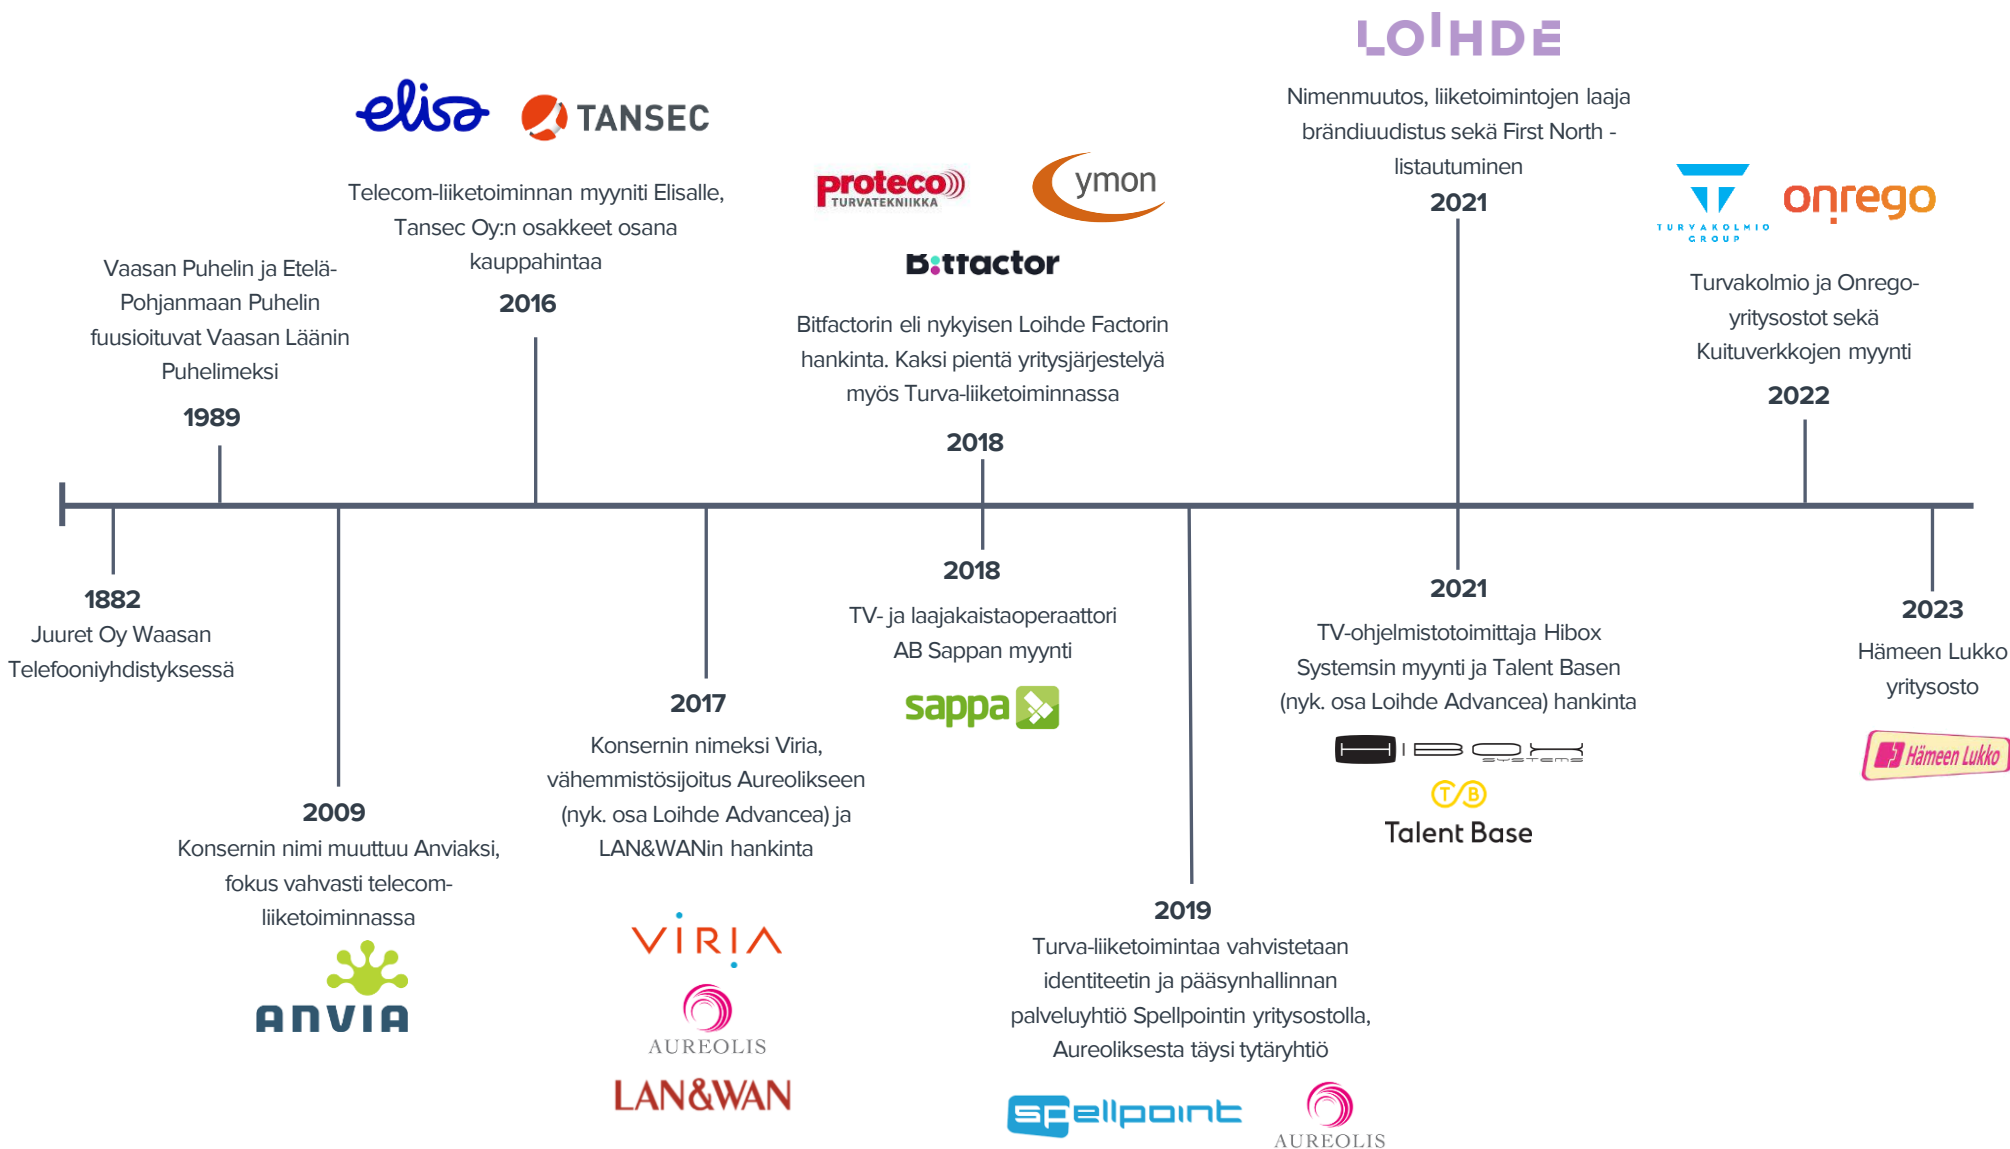 LOIHDE
Nimenmuutos, liiketoimintojen laaja
brändiuudistus sekä First North -
listautuminen
2021
elisa
TANSEC
Telecom-liiketoiminnan myyniti Elisalle,
Tansec Oy:n osakkeet osana
kauppahintaa
2016
proteco
TURVATEKNIIKKA
Cymon
Bitfactor
Bitfactorin eli nykyisen Loihde Factorin
hankinta. Kaksi pientä yritysjärjestelyä
myös Turva-liiketoiminnassa
2018
TURVAKOLMIO
GROUP
onrego
Turvakolmio ja Onrego-
yritysostot sekä
Kuituverkkojen myynti
2022
Vaasan Puhelin ja Etelä-
Pohjanmaan Puhelin
fuusioituvat Vaasan Läänin
Puhelimeksi
1989
1882
Juuret Oy Waasan
Telefooniyhdistyksessä
2009
Konsernin nimi muuttuu Anviaksi,
fokus vahvasti telecom-
liiketoiminnassa
ANVIA
2017
Konsernin nimeksi Viria,
vähemmistösijoitus Aureolikseen
(nyk. osa Loihde Advancea) ja
LAN&WANin hankinta
VIRIA
AUREOLIS
LAN&WAN
2018
TV- ja laajakaistaoperaattori
AB Sappan myynti
sappa
2019
Turva-liiketoimintaa vahvistetaan
identiteetin ja pääsynhallinnan
palveluyhtiö Spellpointin yritysostolla,
Aureoliksesta täysi tytäryhtiö
spellpoint
AUREOLIS
2021
TV-ohjelmistotoimittaja Hibox
Systemsin myynti ja Talent Basen
(nyk. osa Loihde Advancea) hankinta
HIBOX
SYSTEMS
T/B
Talent Base
2023
Hämeen Lukko
yritysosto
Hämeen Lukko